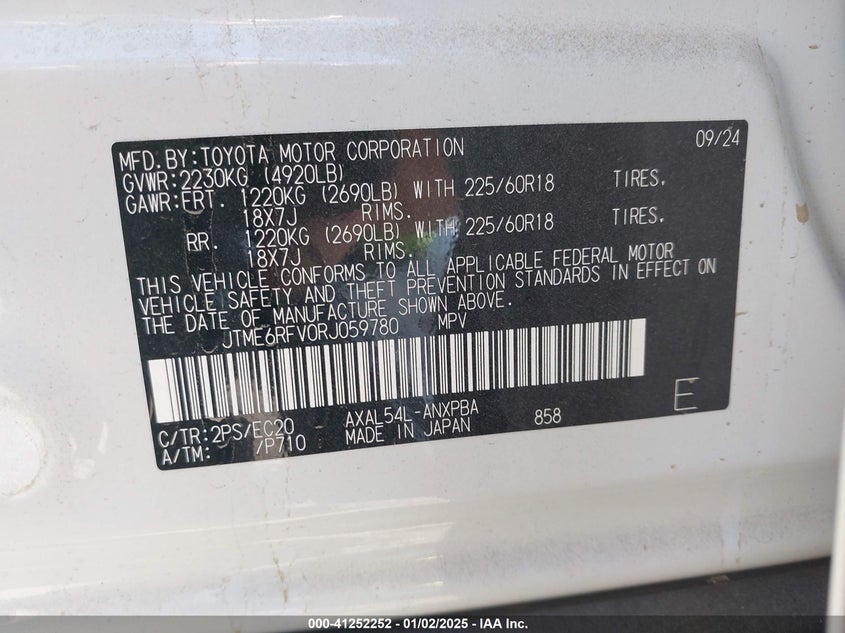 MFD.BY:TOYOTA MOTOR CORPORATION 09/24
GVWR:2230KG (4920LB)
GAWR:FRT. 1220KG (2690LB) WITH 225/60R18 TIRES,
18X7J RIMS.
RR. 1220KG (2690LB) WITH 225/60R18 TIRES,
18X7J RIMS.
THIS VEHICLE CONFORMS TO ALL APPLICABLE FEDERAL MOTOR
VEHICLE SAFETY AND THEFT PREVENTION STANDARDS IN EFFECT ON
THE DATE OF MANUFACTURE SHOWN ABOVE.
JTME6RFV0RJ059780 MPV
C/TR:2PS/EC20 AXAL54L-ANXPBA 858 E
A/TM: /P710 MADE IN JAPAN
000-41252252 - 01/02/2025 - © IAA Inc.